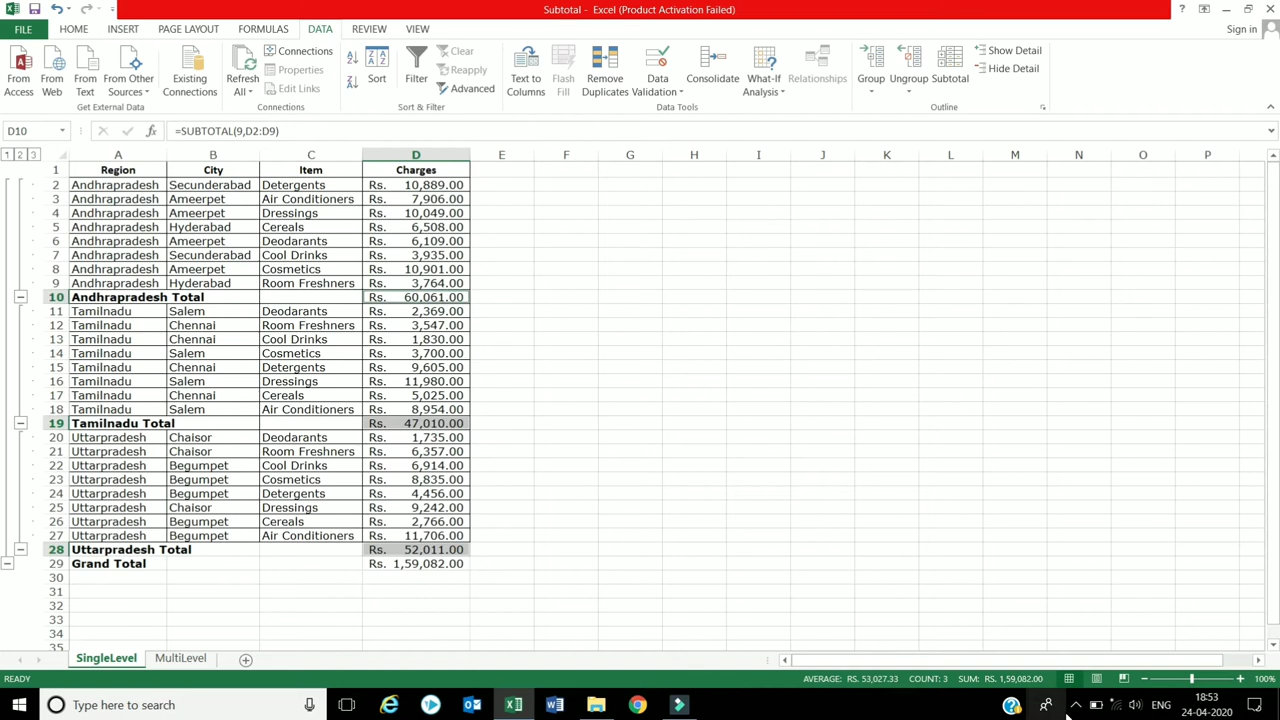 Subtotal - Excel (Product Activation Failed)
?
FILE HOME INSERT PAGE LAYOUT FORMULAS DATA REVIEW VIEW Sign in
From Access
From Web
From Text
From Other Sources
Get External Data
Existing Connections
Refresh All
Connections
Properties
Edit Links
Connections
Sort
Filter
Clear
Reapply
Advanced
Sort & Filter
Text to Columns
Flash Fill
Remove Duplicates
Data Validation
Consolidate
What-If Analysis
Relationships
Data Tools
Group
Ungroup
Subtotal
Show Detail
Hide Detail
Outline
D10 fx =SUBTOTAL(9,D2:D9)
1 2 3 A B C D E F G H I J K L M N O P
1 Region City Item Charges
2 Andhrapradesh Secunderabad Detergents Rs. 10,889.00
3 Andhrapradesh Ameerpet Air Conditioners Rs. 7,906.00
4 Andhrapradesh Ameerpet Dressings Rs. 10,049.00
5 Andhrapradesh Hyderabad Cereals Rs. 6,508.00
6 Andhrapradesh Ameerpet Deodarants Rs. 6,109.00
7 Andhrapradesh Secunderabad Cool Drinks Rs. 3,935.00
8 Andhrapradesh Ameerpet Cosmetics Rs. 10,901.00
9 Andhrapradesh Hyderabad Room Freshners Rs. 3,764.00
10 Andhrapradesh Total Rs. 60,061.00
11 Tamilnadu Salem Deodarants Rs. 2,369.00
12 Tamilnadu Chennai Room Freshners Rs. 3,547.00
13 Tamilnadu Chennai Cool Drinks Rs. 1,830.00
14 Tamilnadu Salem Cosmetics Rs. 3,700.00
15 Tamilnadu Chennai Detergents Rs. 9,605.00
16 Tamilnadu Salem Dressings Rs. 11,980.00
17 Tamilnadu Chennai Cereals Rs. 5,025.00
18 Tamilnadu Salem Air Conditioners Rs. 8,954.00
19 Tamilnadu Total Rs. 47,010.00
20 Uttarpradesh Chaisor Deodarants Rs. 1,735.00
21 Uttarpradesh Chaisor Room Freshners Rs. 6,357.00
22 Uttarpradesh Begumpet Cool Drinks Rs. 6,914.00
23 Uttarpradesh Begumpet Cosmetics Rs. 8,835.00
24 Uttarpradesh Begumpet Detergents Rs. 4,456.00
25 Uttarpradesh Chaisor Dressings Rs. 9,242.00
26 Uttarpradesh Begumpet Cereals Rs. 2,766.00
27 Uttarpradesh Begumpet Air Conditioners Rs. 11,706.00
28 Uttarpradesh Total Rs. 52,011.00
29 Grand Total Rs. 1,59,082.00
30
31
32
33
34
35
SingleLevel MultiLevel
READY AVERAGE: RS. 53,027.33 COUNT: 3 SUM: RS. 1,59,082.00 100%
Type here to search ENG 18:53
24-04-2020